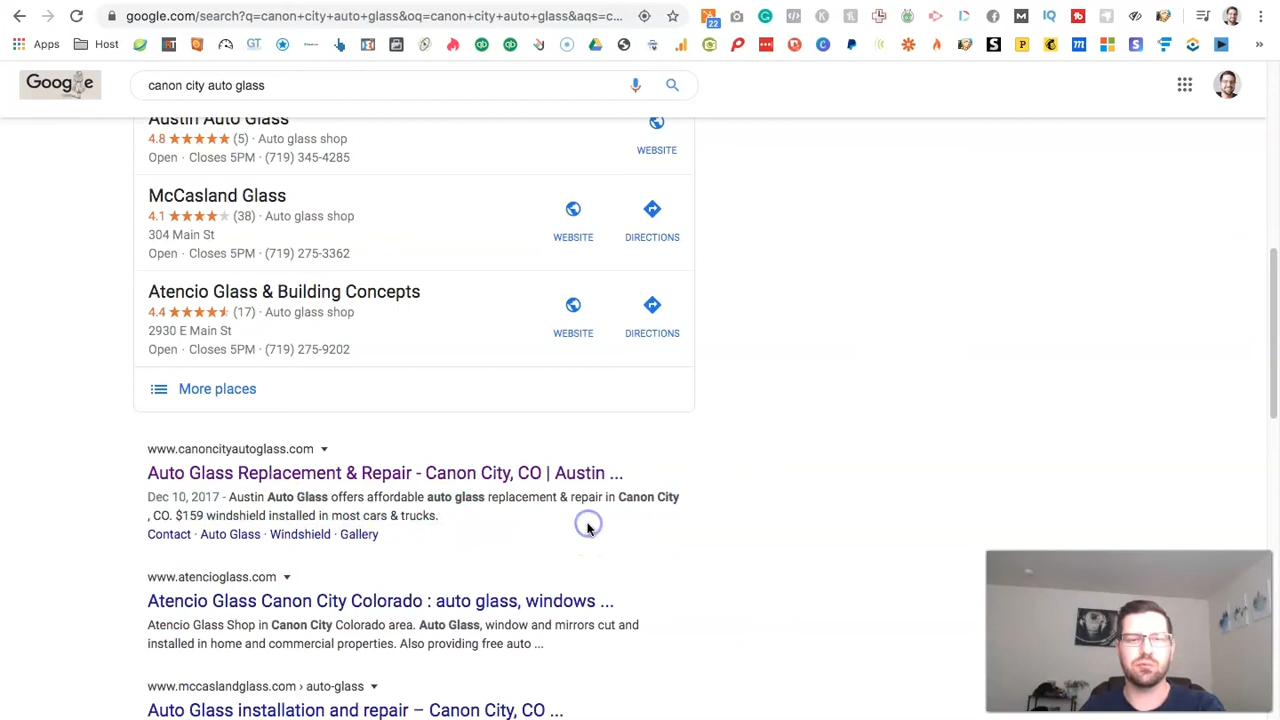 google.com/search?q=canon+city+auto+glass&oq=canon+city+auto+glass&aqs=c...
22
Apps
Host
GT
Google
canon city auto glass
Austin Auto Glass
4.8 ★★★★★ (5) · Auto glass shop
Open · Closes 5PM · (719) 345-4285
WEBSITE
McCasland Glass
4.1 ★★★★★ (38) · Auto glass shop
304 Main St
Open · Closes 5PM · (719) 275-3362
WEBSITE
DIRECTIONS
Atencio Glass & Building Concepts
4.4 ★★★★★ (17) · Auto glass shop
2930 E Main St
Open · Closes 5PM · (719) 275-9202
WEBSITE
DIRECTIONS
More places
www.canoncityautoglass.com
Auto Glass Replacement & Repair - Canon City, CO | Austin ...
Dec 10, 2017 - Austin Auto Glass offers affordable auto glass replacement & repair in Canon City
, CO. $159 windshield installed in most cars & trucks.
Contact · Auto Glass · Windshield · Gallery
www.atencioglass.com
Atencio Glass Canon City Colorado : auto glass, windows ...
Atencio Glass Shop in Canon City Colorado area. Auto Glass, window and mirrors cut and
installed in home and commercial properties. Also providing free auto ...
www.mccaslandglass.com › auto-glass
Auto Glass installation and repair – Canon City, CO ...